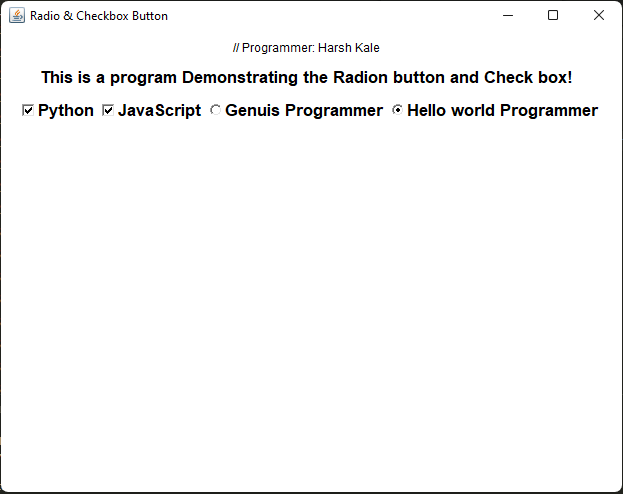 Radio & Checkbox Button
// Programmer: Harsh Kale
This is a program Demonstrating the Radion button and Check box!
Python JavaScript Genuis Programmer Hello world Programmer